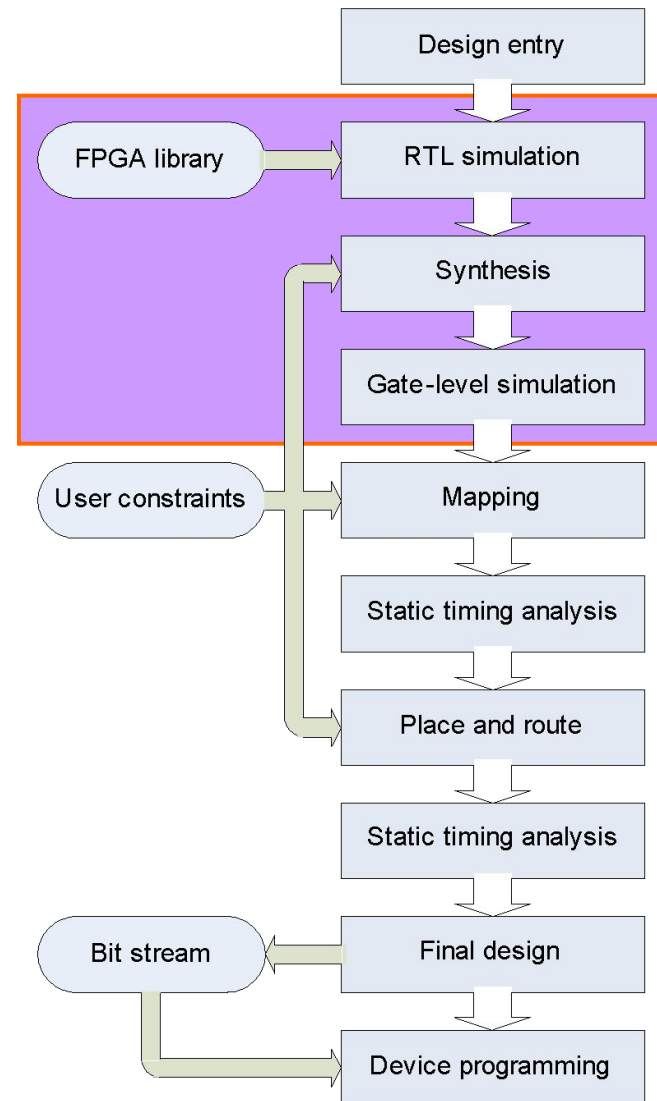 Design entry
FPGA library
RTL simulation
Synthesis
Gate-level simulation
User constraints
Mapping
Static timing analysis
Place and route
Static timing analysis
Bit stream
Final design
Device programming